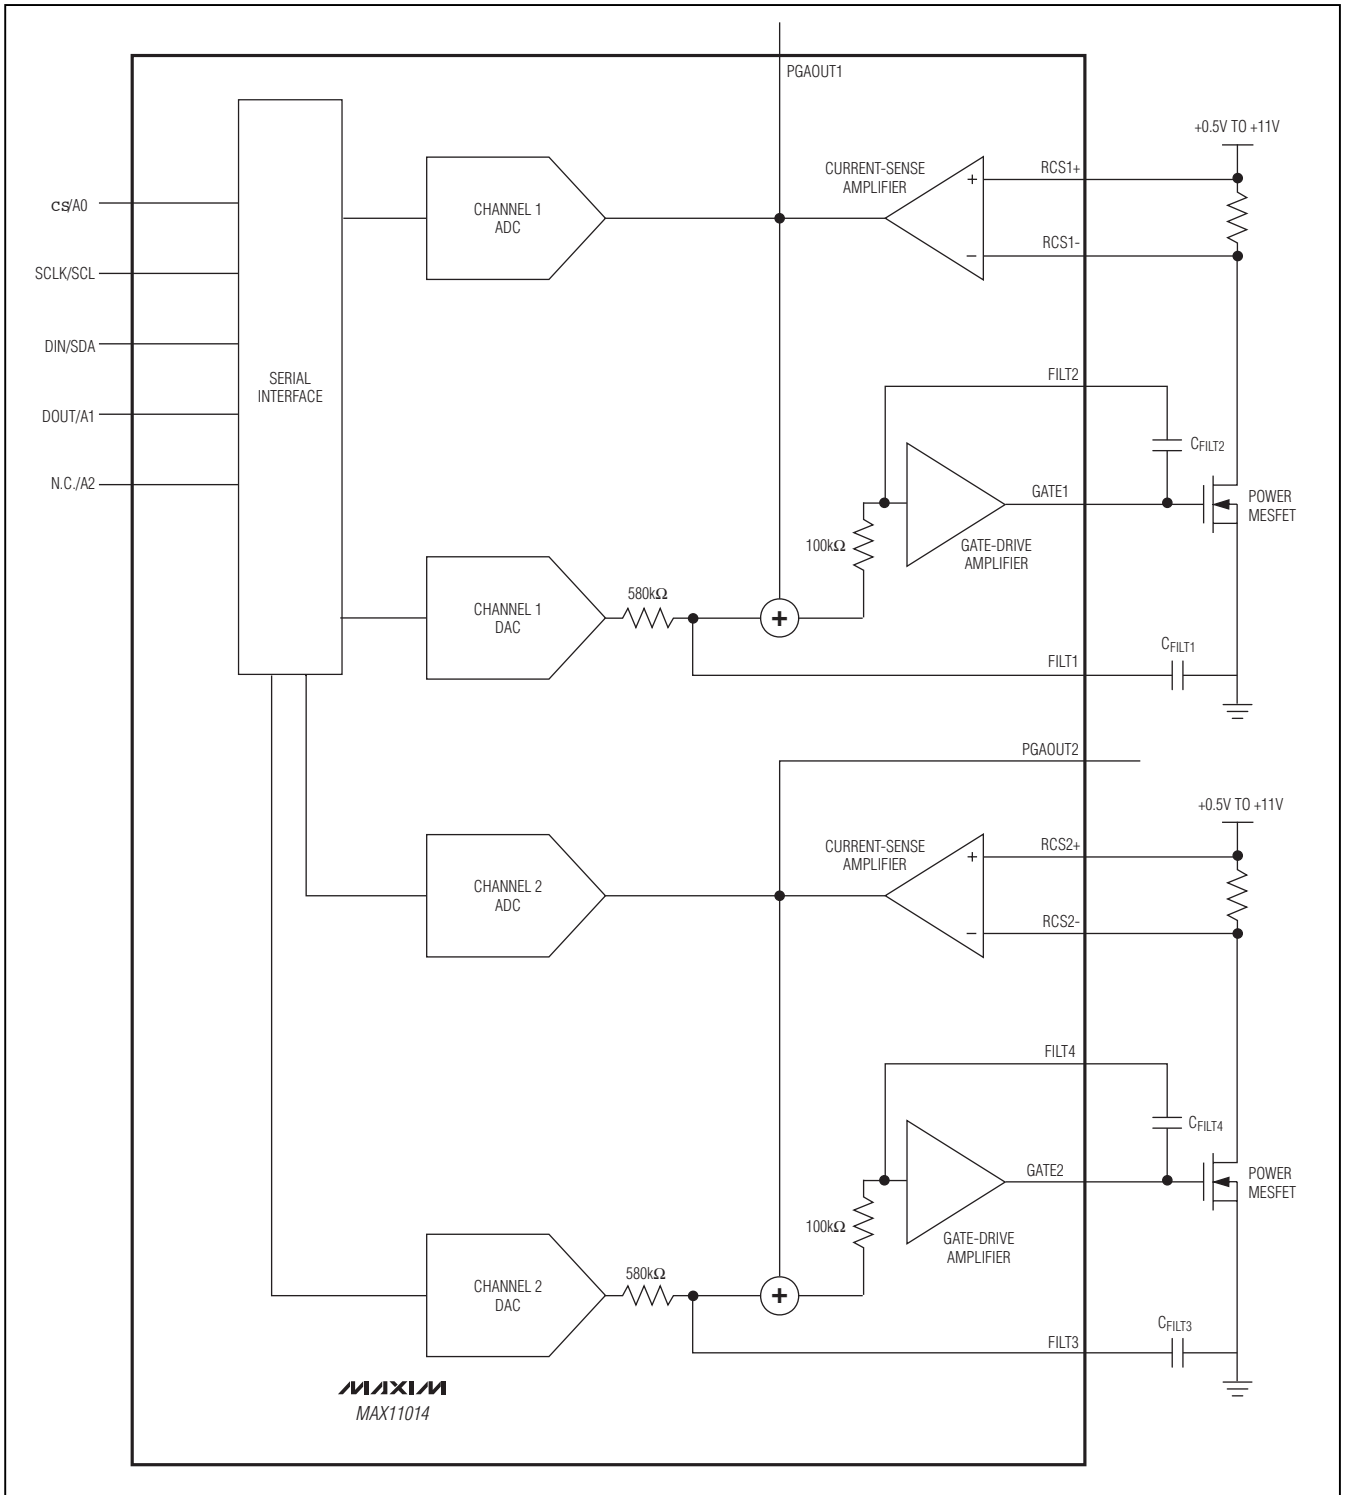 PGAOUT1
+0.5V TO +11V
CURRENT-SENSE
AMPLIFIER
+
−
RCS1+
RCS1-
CS/A0
SCLK/SCL
DIN/SDA
DOUT/A1
N.C./A2
SERIAL
INTERFACE
CHANNEL 1
ADC
FILT2
CFILT2
GATE1
POWER
MESFET
100kΩ
GATE-DRIVE
AMPLIFIER
CHANNEL 1
DAC
580kΩ
+
FILT1
CFILT1
PGAOUT2
+0.5V TO +11V
CURRENT-SENSE
AMPLIFIER
+
−
RCS2+
RCS2-
CHANNEL 2
ADC
FILT4
CFILT4
GATE2
POWER
MESFET
100kΩ
GATE-DRIVE
AMPLIFIER
CHANNEL 2
DAC
580kΩ
+
FILT3
CFILT3
MAXIM
MAX11014